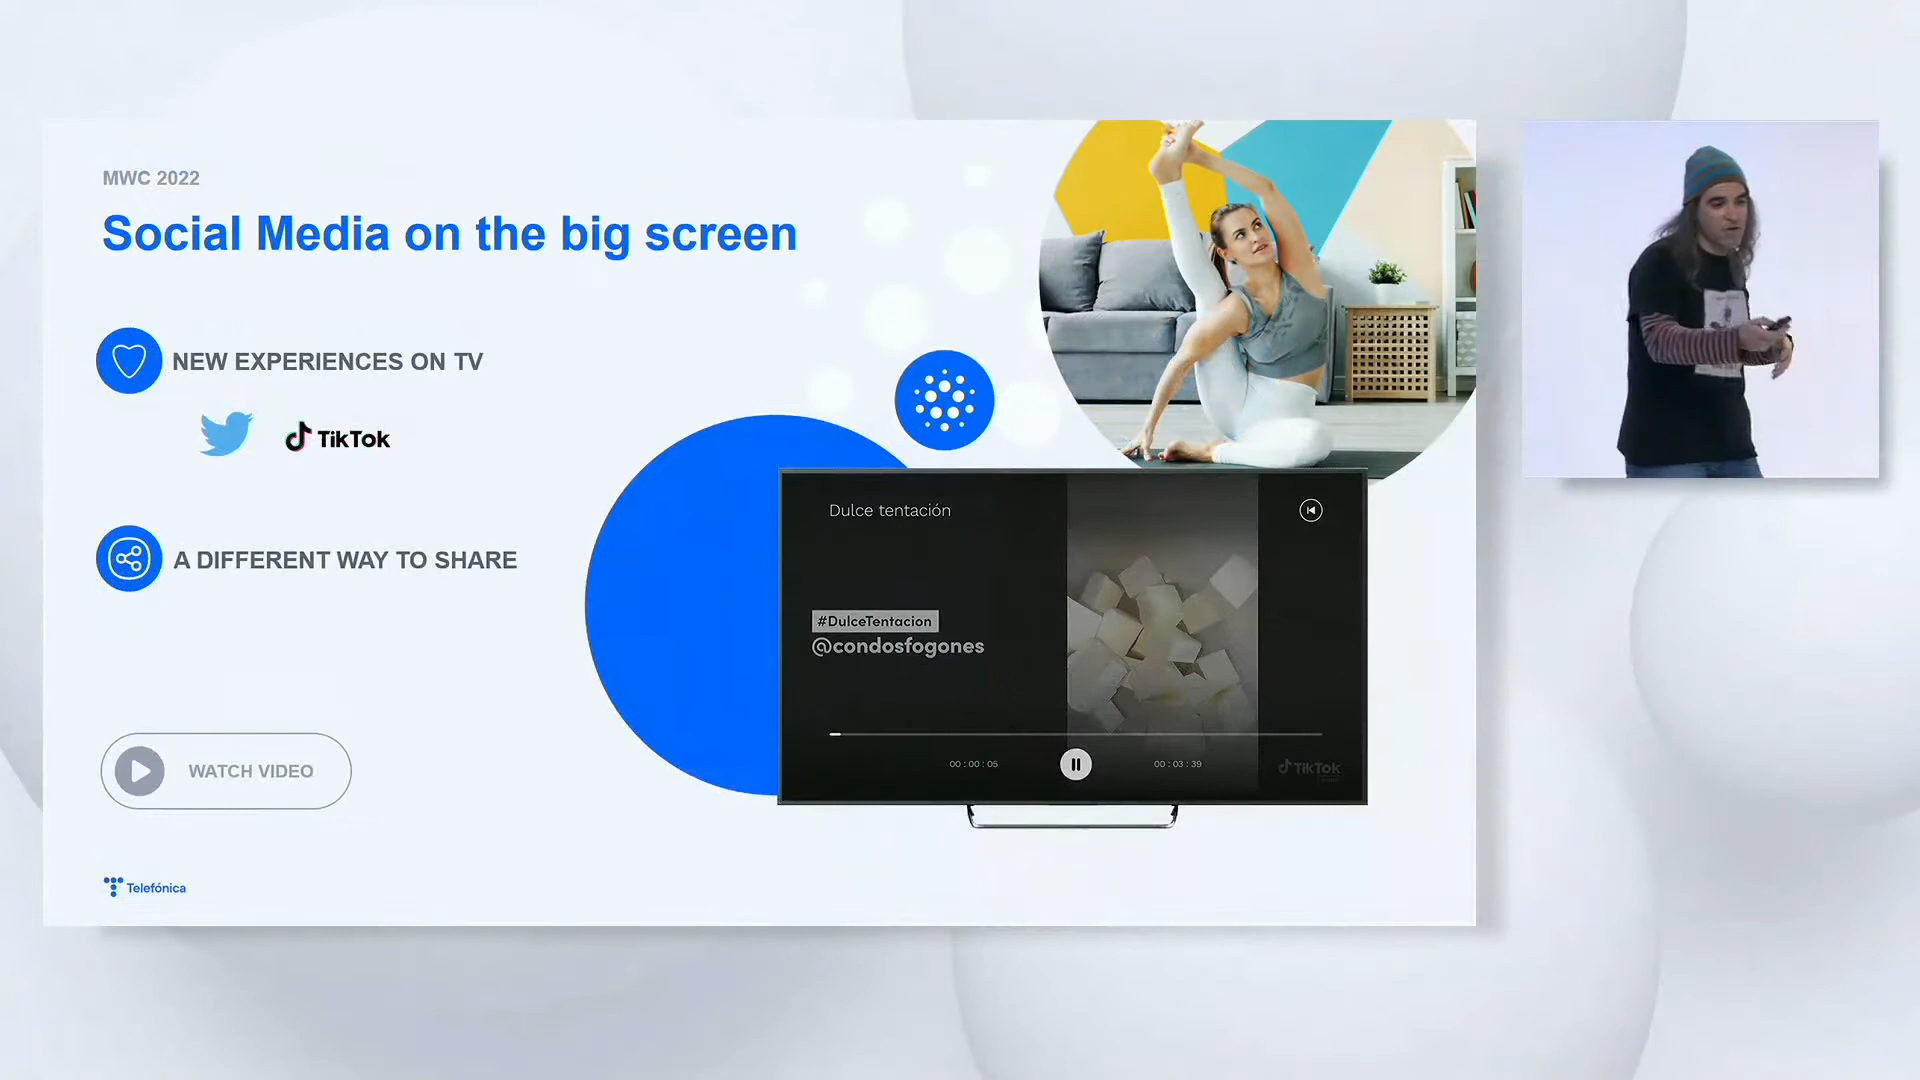 MWC 2022
Social Media on the big screen
NEW EXPERIENCES ON TV
TikTok
A DIFFERENT WAY TO SHARE
WATCH VIDEO
Telefónica
Dulce tentación
#DulceTentacion
@condosfogones
00 : 00 : 05
00 : 03 : 39
TikTok